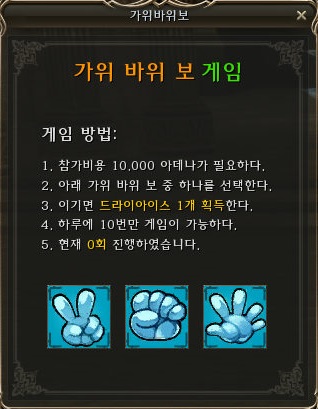 가위바위보
가위 바위 보 게임
게임 방법:
1. 참가비용 10,000 아데나가 필요하다.
2. 아래 가위 바위 보 중 하나를 선택한다.
3. 이기면 드라이아이스 1개 획득한다.
4. 하루에 10번만 게임이 가능하다.
5. 현재 0회 진행하였습니다.